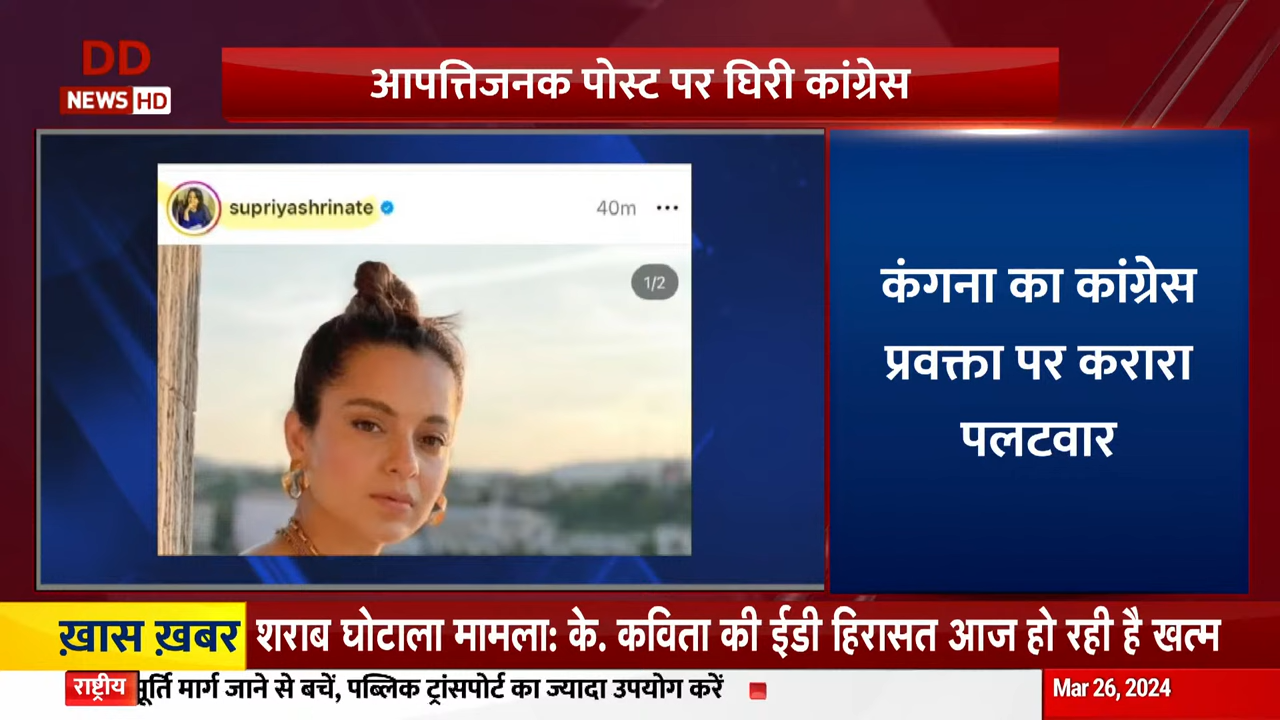 DD
NEWS HD
आपत्तिजनक पोस्ट पर घिरी कांग्रेस
supriyashrinate
40m
1/2
कंगना का कांग्रेस
प्रवक्ता पर करारा
पलटवार
ख़ास ख़बर
शराब घोटाला मामला: के. कविता की ईडी हिरासत आज हो रही है खत्म
राष्ट्रीय
मार्ग जाने से बचें, पब्लिक ट्रांसपोर्ट का ज्यादा उपयोग करें
Mar 26, 2024